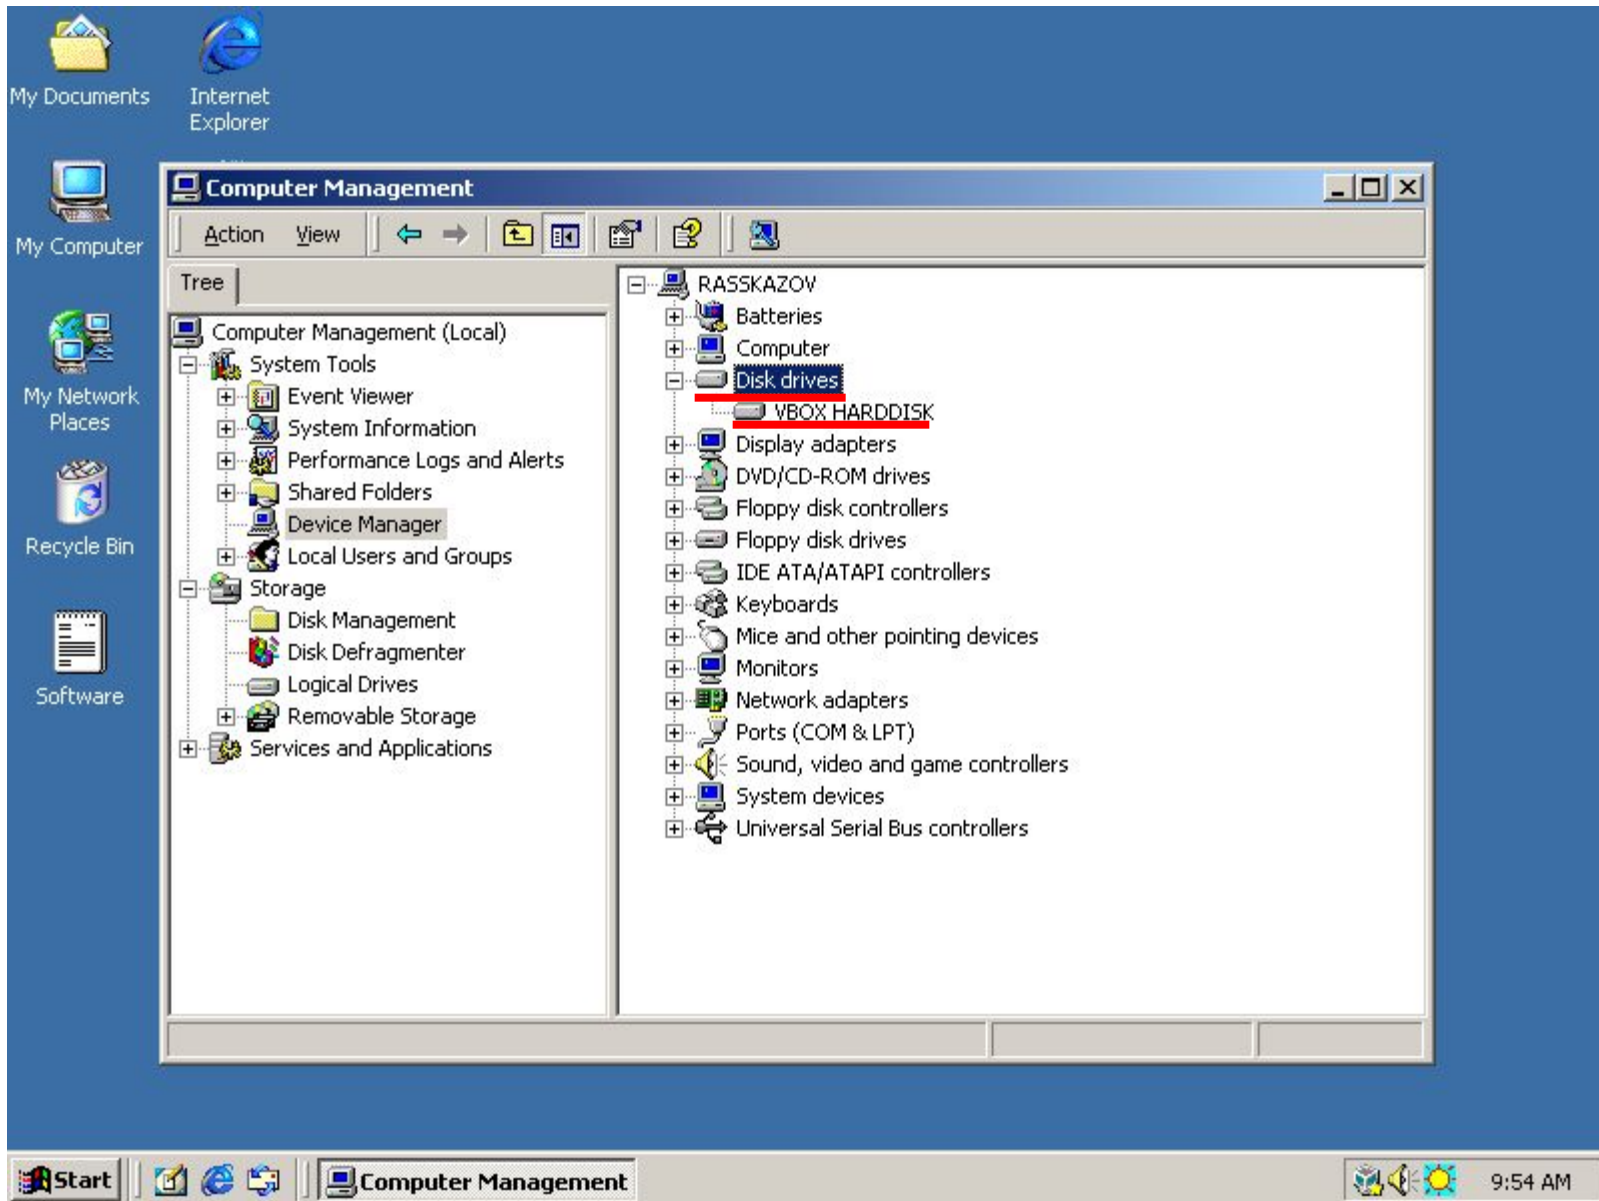 My Documents
Internet
Explorer
My Computer
My Network
Places
Recycle Bin
Software
Computer Management
Action View
Tree
Computer Management (Local)
System Tools
Event Viewer
System Information
Performance Logs and Alerts
Shared Folders
Device Manager
Local Users and Groups
Storage
Disk Management
Disk Defragmenter
Logical Drives
Removable Storage
Services and Applications
RASSKAZOV
Batteries
Computer
Disk drives
VBOX HARDDISK
Display adapters
DVD/CD-ROM drives
Floppy disk controllers
Floppy disk drives
IDE ATA/ATAPI controllers
Keyboards
Mice and other pointing devices
Monitors
Network adapters
Ports (COM & LPT)
Sound, video and game controllers
System devices
Universal Serial Bus controllers
Start
Computer Management
9:54 AM